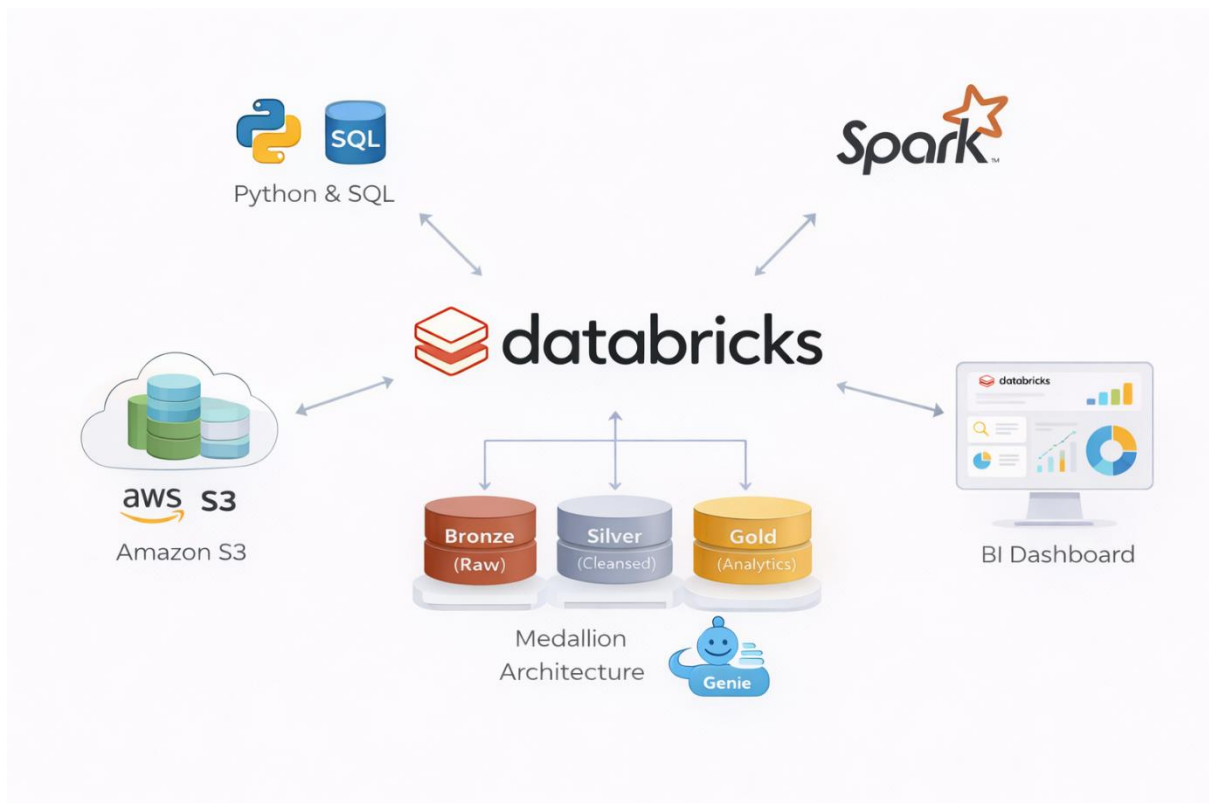 SQL
Python & SQL
Spark
TM
databricks
aws S3
Amazon S3
Bronze
(Raw)
Silver
(Cleansed)
Gold
(Analytics)
Medallion
Architecture
Genie
databricks
BI Dashboard